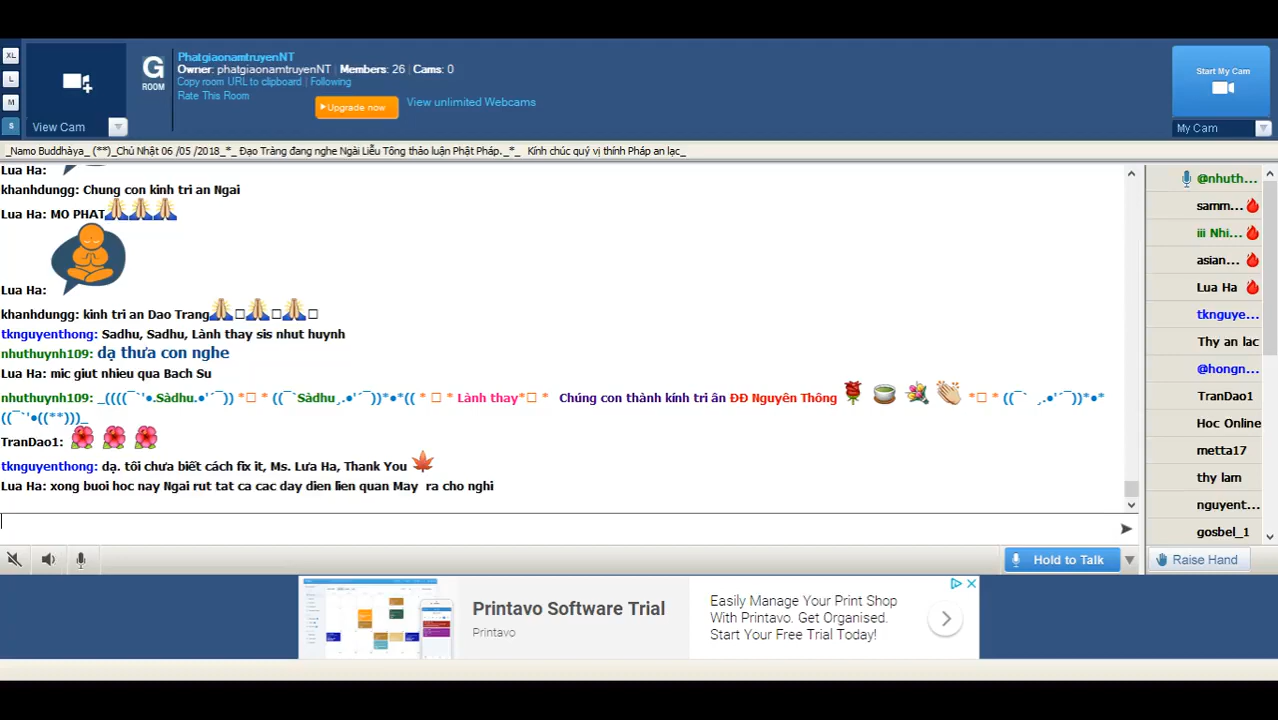 XL
L
M
S
View Cam
G
ROOM
PhatgiaonamtruyenNT
Owner: phatgiaonamtruyenNT | Members: 26 | Cams: 0
Copy room URL to clipboard | Following
Rate This Room
Upgrade now
View unlimited Webcams
Start My Cam
My Cam
_Namo Buddhàya_ (**)_Chủ Nhật 06 /05 /2018_*_ Đạo Tràng đang nghe Ngài Liễu Tông thảo luận Phật Pháp._*_ Kính chúc quý vị thính Pháp an lạc_
Lua Ha:
khanhdungg: Chung con kinh tri an Ngai
Lua Ha: MO PHAT
Lua Ha:
khanhdungg: kinh tri an Dao Trang
tknguyenthong: Sadhu, Sadhu, Lành thay sis nhut huynh
nhuthuynh109: dạ thưa con nghe
Lua Ha: mic giut nhieu qua Bach Su
nhuthuynh109: _((((¯`'•.Sàdhu.•'´¯)) *□ * ((¯`Sàdhu¸.•'´¯))*•*(( * □ * Lành thay*□ * Chúng con thành kính tri ân ĐĐ Nguyên Thông *□ * ((¯` ¸.•'´¯))*•*
((¯`'•((**)))_
TranDao1:
tknguyenthong: dạ. tôi chưa biết cách fix it, Ms. Lưa Ha, Thank You
Lua Ha: xong buoi hoc nay Ngai rut tat ca cac day dien lien quan May ra cho nghi
@nhuth...
samm...
iii Nhi...
asian...
Lua Ha
tknguye...
Thy an lac
@hongn...
TranDao1
Hoc Online
metta17
thy lam
nguyent...
gosbel_1
Hold to Talk
Raise Hand
Printavo Software Trial
Printavo
Easily Manage Your Print Shop
With Printavo. Get Organised.
Start Your Free Trial Today!